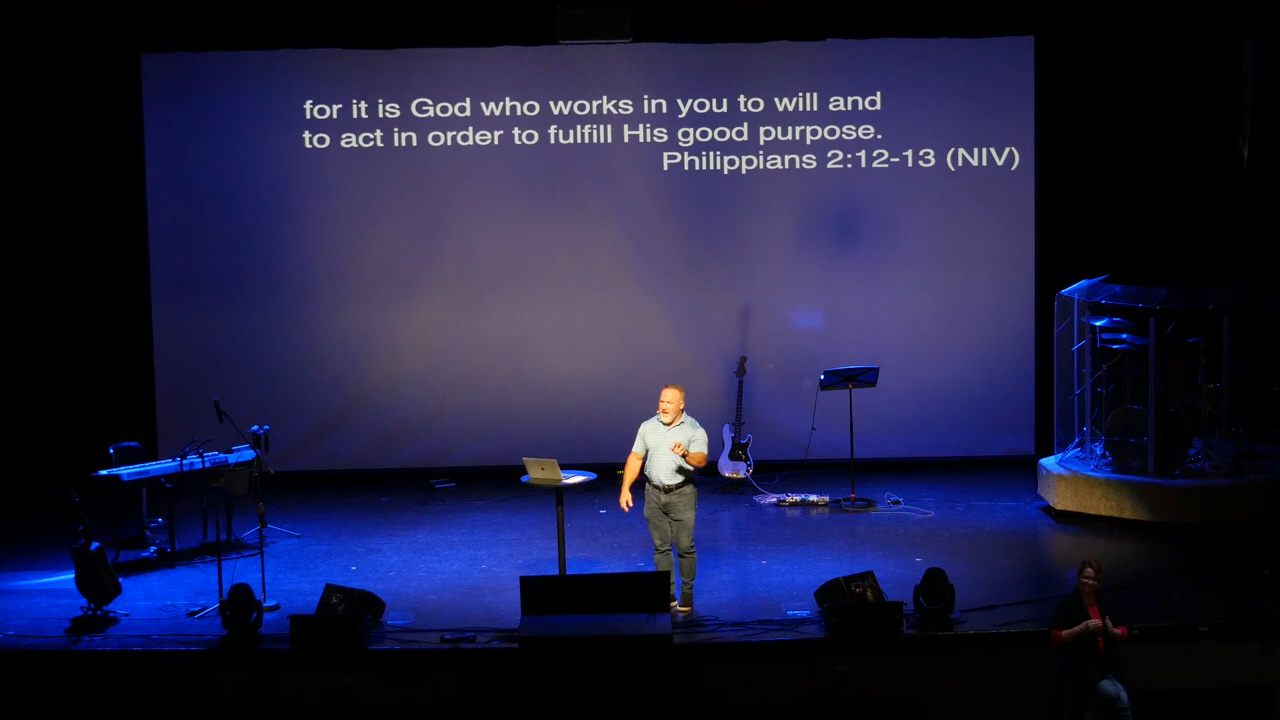 for it is God who works in you to will and
to act in order to fulfill His good purpose.
Philippians 2:12-13 (NIV)